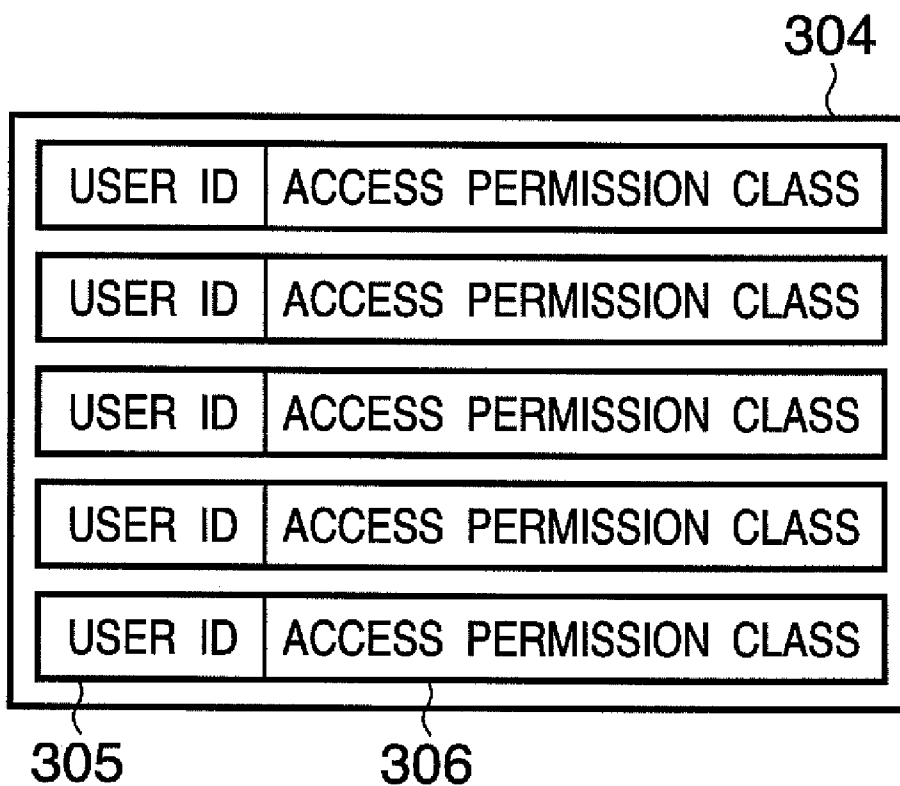 304
USER ID ACCESS PERMISSION CLASS
USER ID ACCESS PERMISSION CLASS
USER ID ACCESS PERMISSION CLASS
USER ID ACCESS PERMISSION CLASS
USER ID ACCESS PERMISSION CLASS
305 306